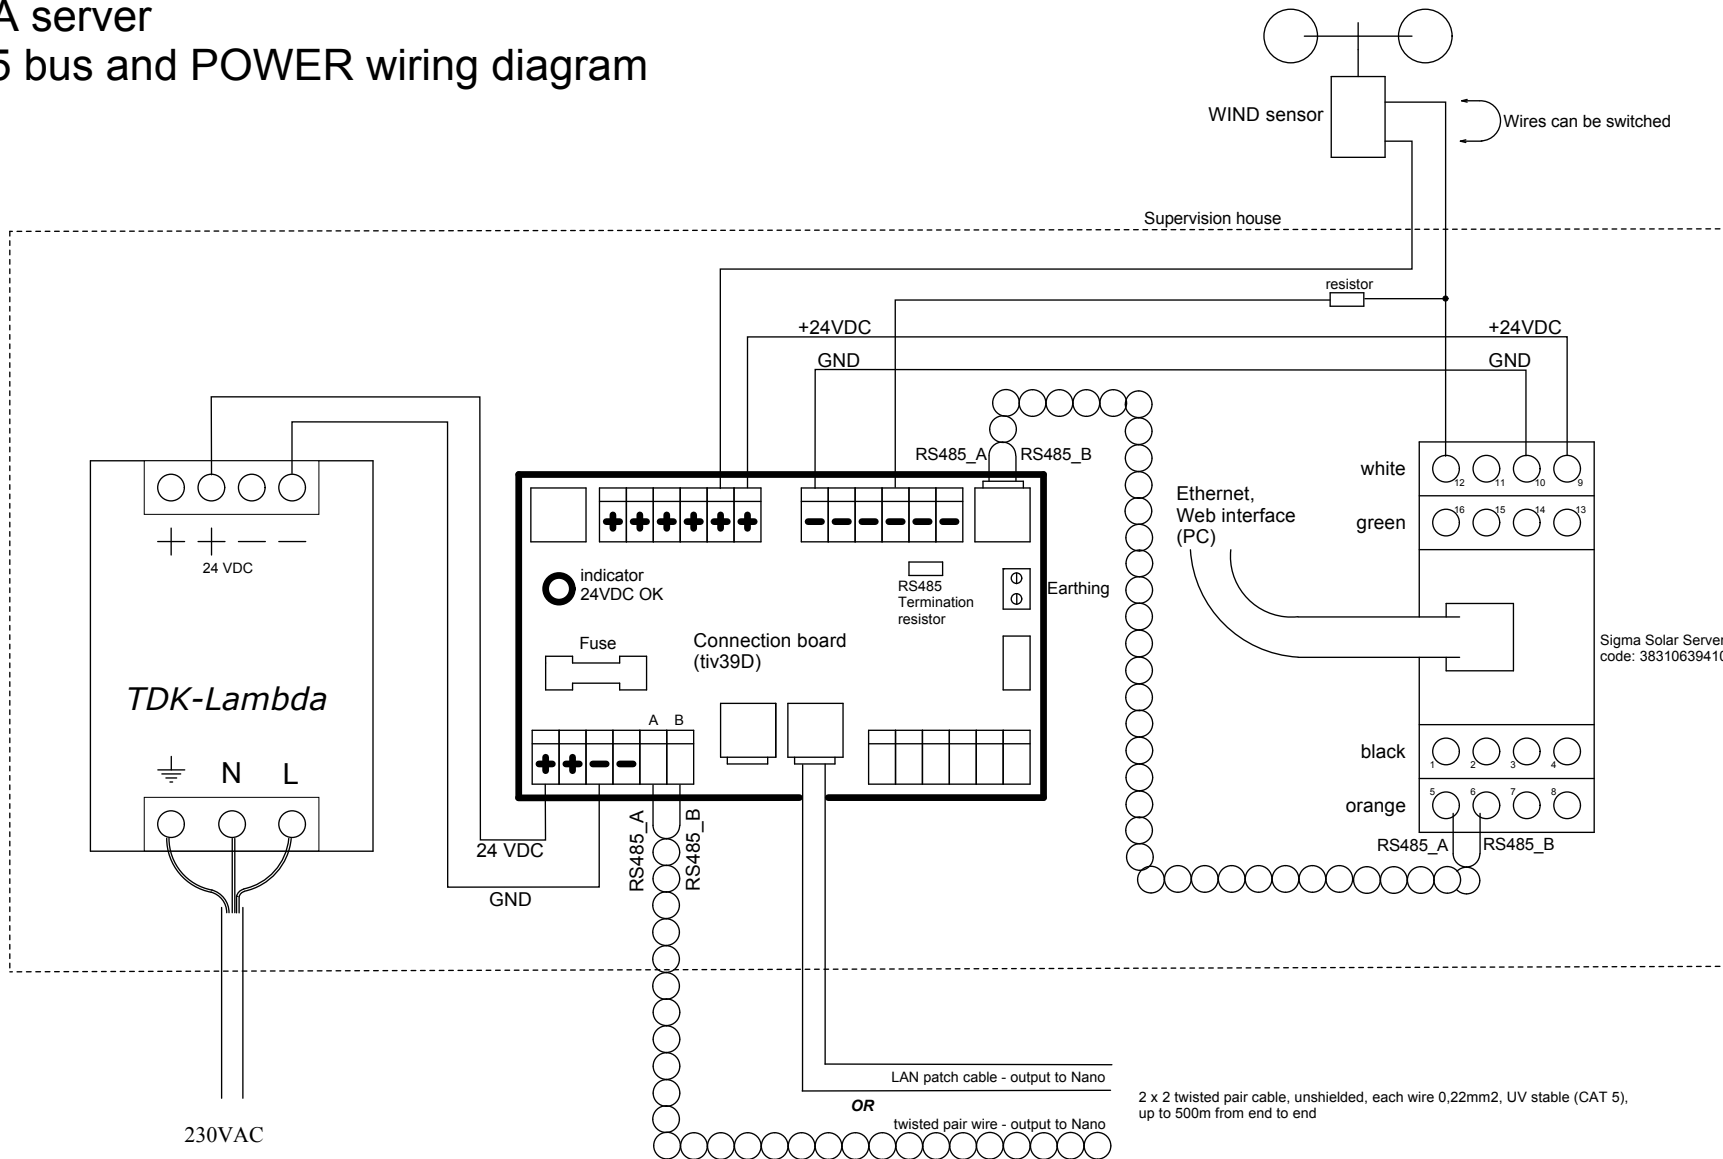 A server
5 bus and POWER wiring diagram
WIND sensor
Wires can be switched
Supervision house
resistor
+24VDC
+24VDC
GND
GND
RS485_A
RS485_B
white
12
11
10
9
green
16
15
14
13
Ethernet,
Web interface
(PC)
+ + — —
24 VDC
+ + + + + +
— — — — — —
indicator
24VDC OK
RS485
Termination
resistor
Earthing
Fuse
Connection board
(tiv39D)
Sigma Solar Server
code: 38310639410
TDK-Lambda
A B
+ + — —
N L
black
1
2
3
4
orange
5
6
7
8
RS485_A
RS485_B
24 VDC
GND
RS485_A
RS485_B
LAN patch cable - output to Nano
OR
twisted pair wire - output to Nano
2 x 2 twisted pair cable, unshielded, each wire 0,22mm2, UV stable (CAT 5),
up to 500m from end to end
230VAC